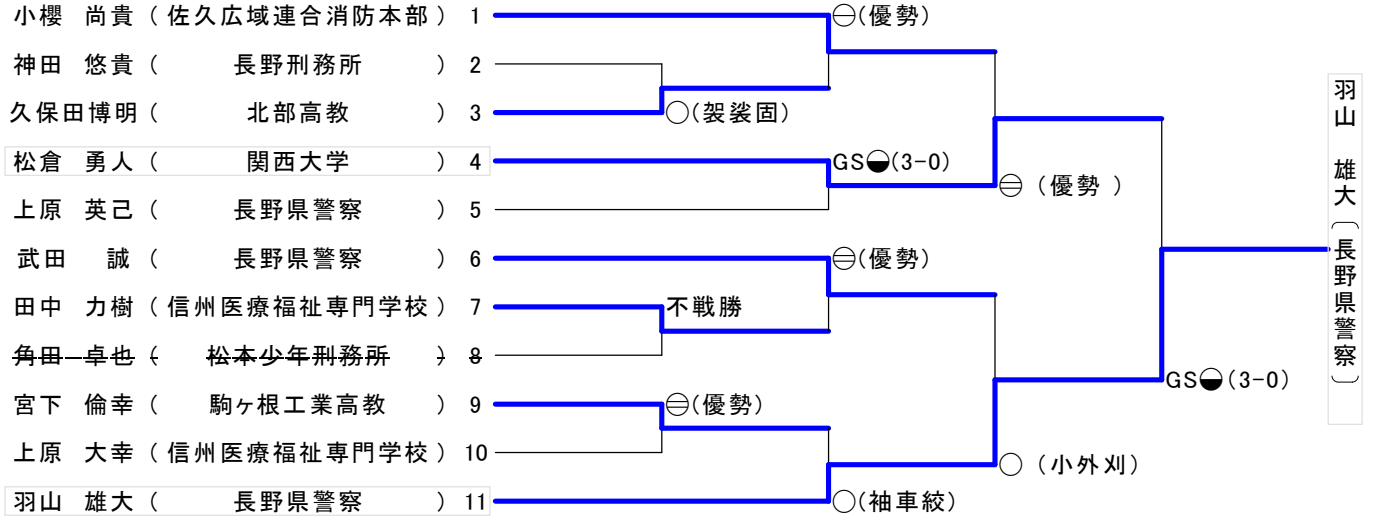 小櫻 尚貴 ( 佐久広域連合消防本部 ) 1
⊖(優勢)
神田 悠貴 ( 長野刑務所 ) 2
久保田博明 ( 北部高教 ) 3
○(袈裟固)
松倉 勇人 ( 関西大学 ) 4
GS◒(3-0)
⊖ (優勢 )
上原 英己 ( 長野県警察 ) 5
武田 誠 ( 長野県警察 ) 6
⊖(優勢)
田中 力樹 ( 信州医療福祉専門学校 ) 7
不戦勝
角田 卓也 ( 松本少年刑務所 ) 8
GS◒(3-0)
宮下 倫幸 ( 駒ヶ根工業高教 ) 9
⊖(優勢)
上原 大幸 ( 信州医療福祉専門学校 ) 10
○ (小外刈)
羽山 雄大 ( 長野県警察 ) 11
○(袖車絞)
羽山 雄大〔長野県警察〕